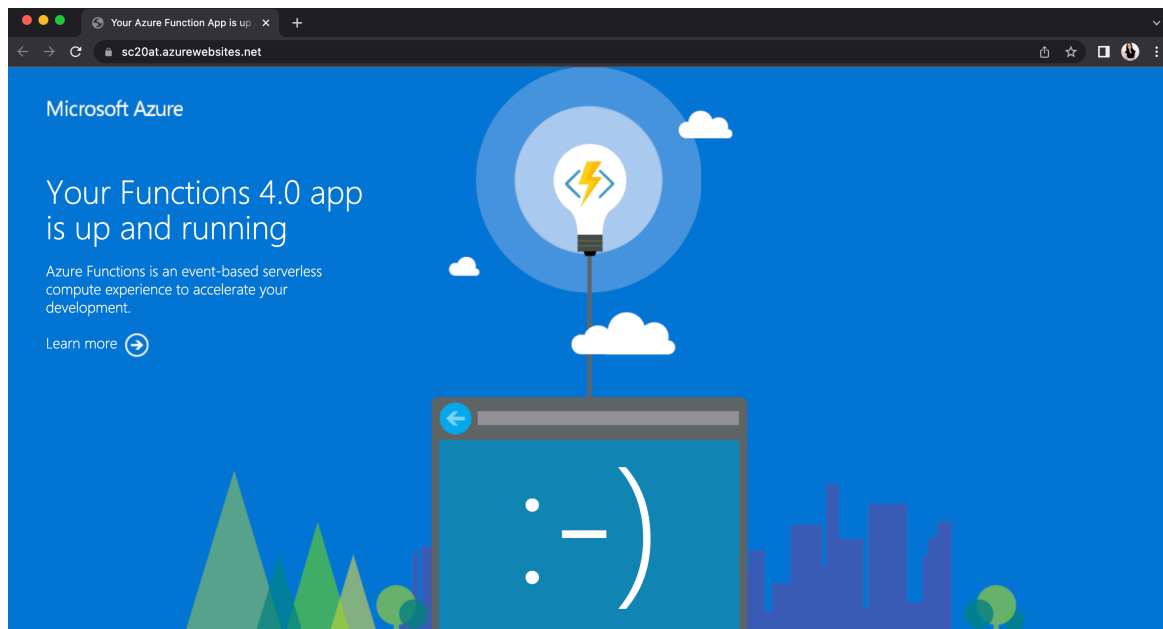 Your Azure Function App is up
sc20at.azurewebsites.net
Microsoft Azure
Your Functions 4.0 app
is up and running
Azure Functions is an event-based serverless
compute experience to accelerate your
development.
Learn more
:-)